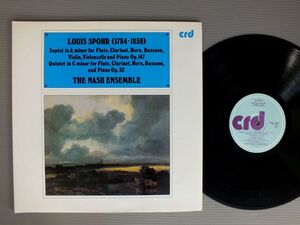 LOUIS SPOHR (1784-1859)
crd
Septet in A minor for Flute, Clarinet, Horn, Bassoon,
Violin, Violoncello and Piano Op.147
Quintet in C minor for Flute, Clarinet, Horn, Bassoon,
and Piano Op.52
THE NASH ENSEMBLE
crd